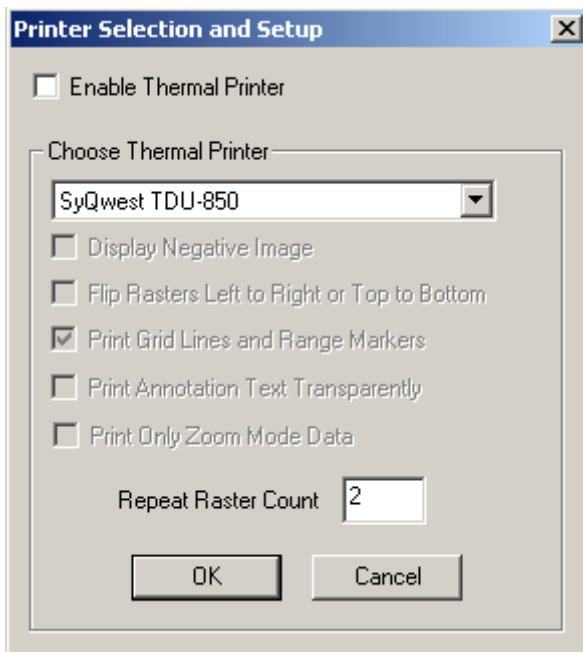 Printer Selection and Setup
Enable Thermal Printer
Choose Thermal Printer
SyQwest TDU-850
Display Negative Image
Flip Rasters Left to Right or Top to Bottom
Print Grid Lines and Range Markers
Print Annotation Text Transparently
Print Only Zoom Mode Data
Repeat Raster Count 2
OK Cancel